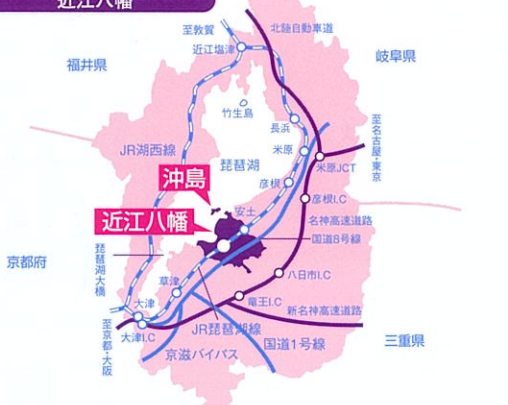 近江八幡
至敦賀
北陸自動車道
近江塩津
福井県
岐阜県
竹生島
長浜
至名古屋・東京
JR湖西線
米原
琵琶湖
米原JCT
沖島
彦根
彦根I.C
安土
近江八幡
名神高速道路
国道8号線
琵琶湖大橋
京都府
八日市I.C
草津
竜王I.C
大津
新名神高速道路
至京都・大阪
大津I.C
JR琵琶湖線
国道1号線
三重県
京滋バイパス